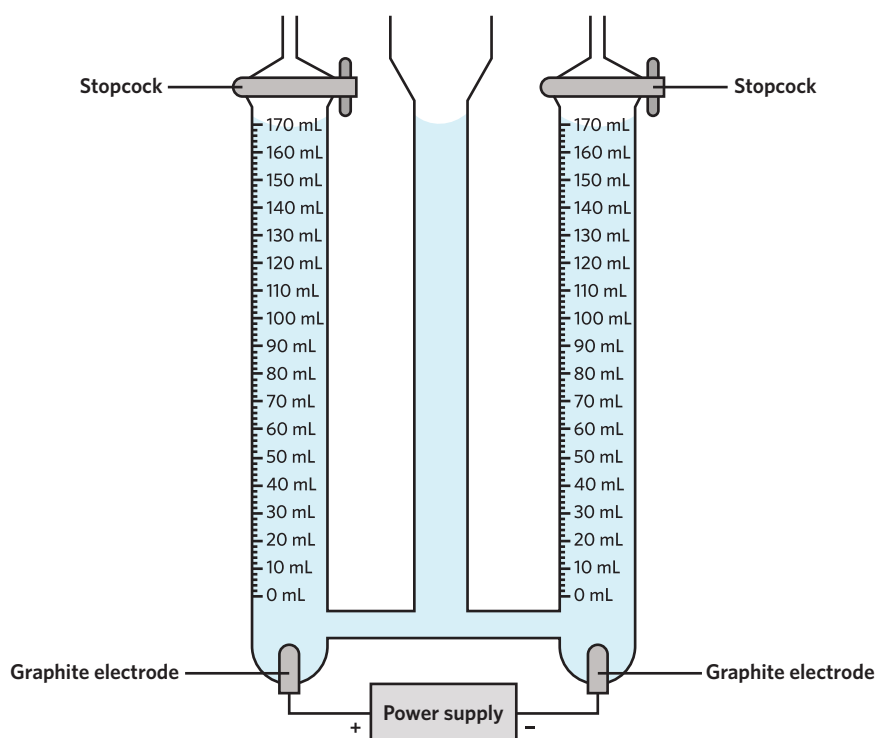 Stopcock
Stopcock
170 mL
160 mL
150 mL
140 mL
130 mL
120 mL
110 mL
100 mL
90 mL
80 mL
70 mL
60 mL
50 mL
40 mL
30 mL
20 mL
10 mL
0 mL
170 mL
160 mL
150 mL
140 mL
130 mL
120 mL
110 mL
100 mL
90 mL
80 mL
70 mL
60 mL
50 mL
40 mL
30 mL
20 mL
10 mL
0 mL
Graphite electrode
Graphite electrode
+ Power supply −